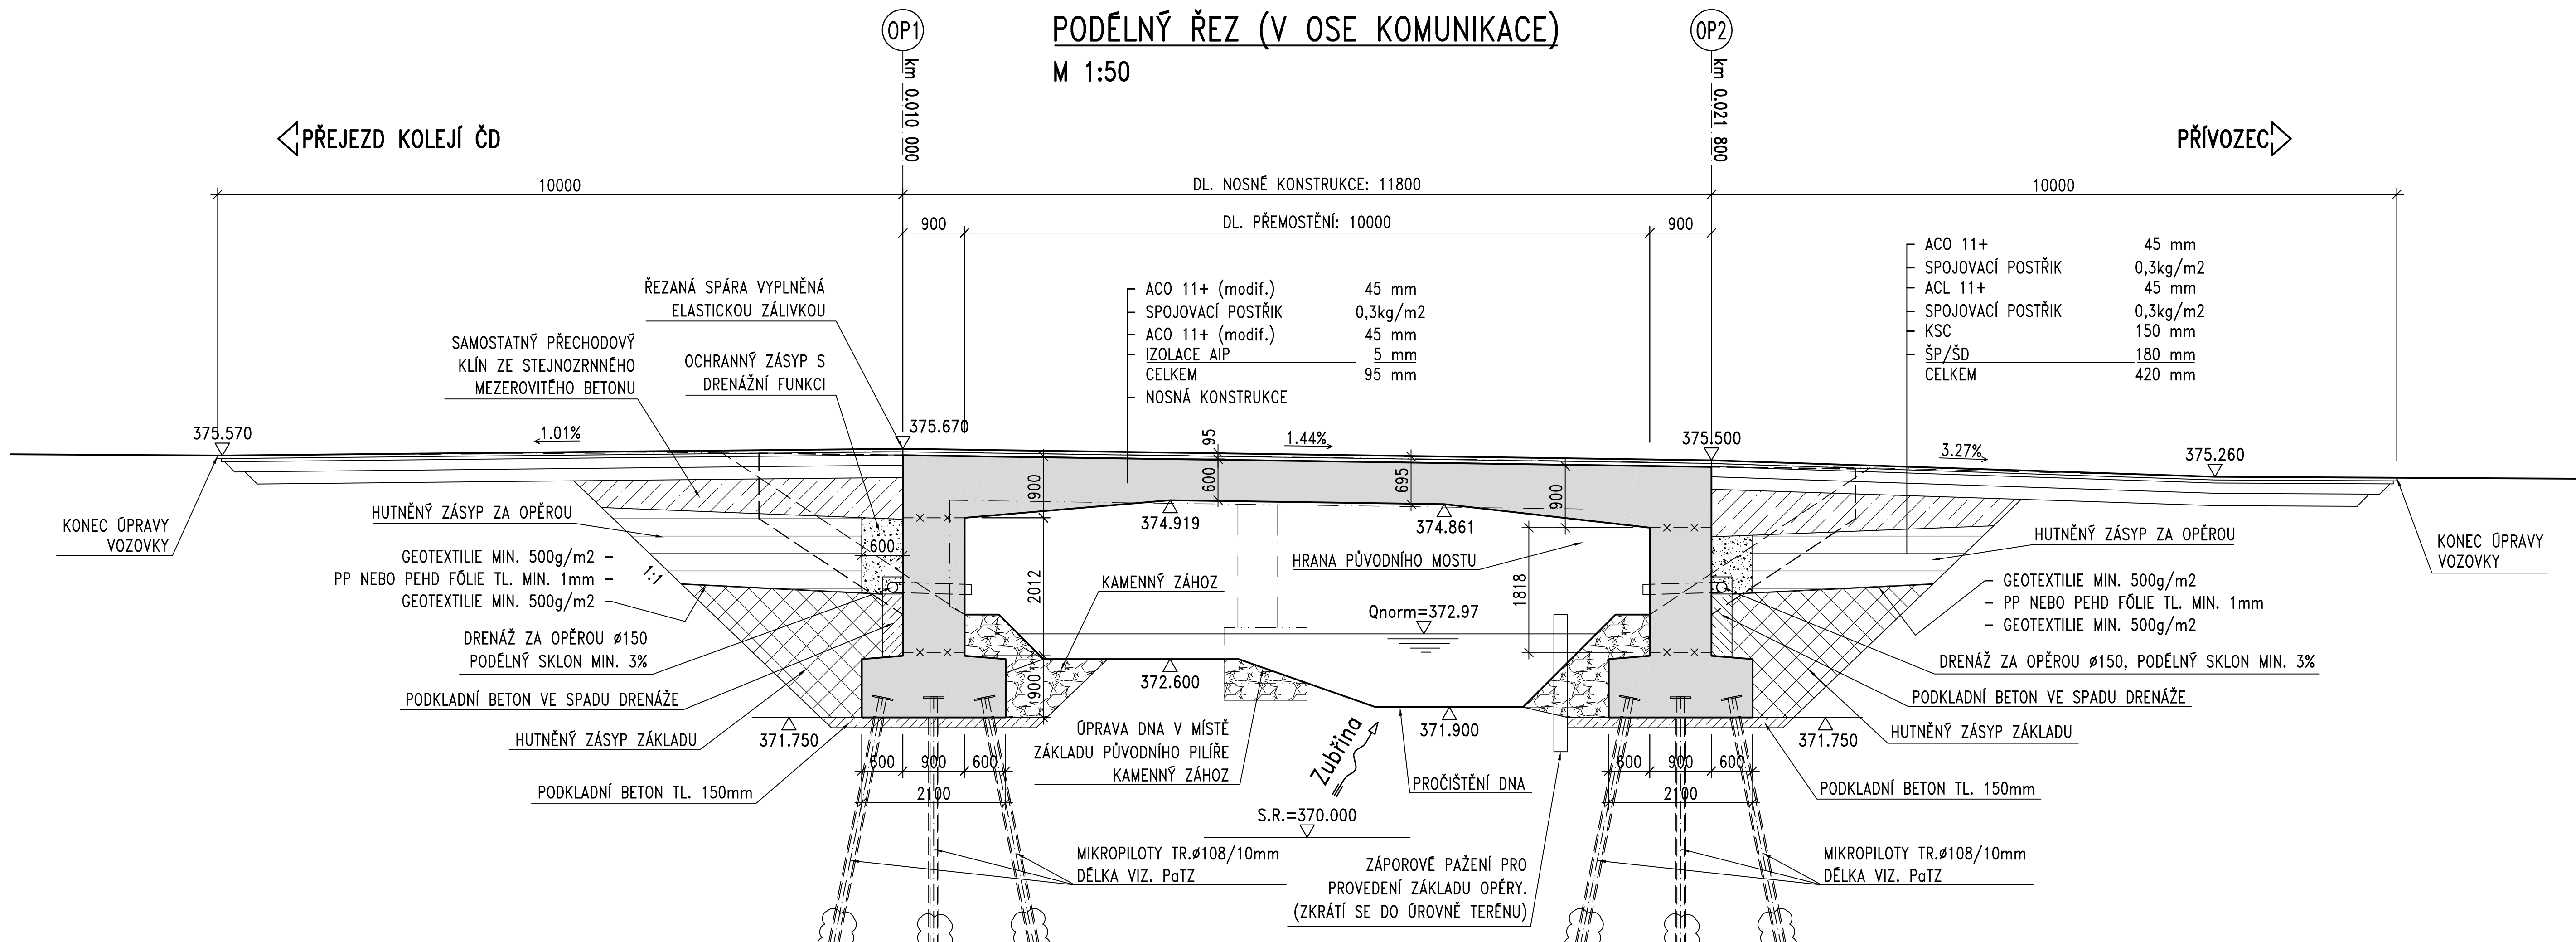 PODÉLNÝ ŘEZ (V OSE KOMUNIKACE)
M 1:50
OP1
km 0.010 000
OP2
km 0.021 800
PŘEJEZD KOLEJÍ ČD
PŘÍVOZEC
10000
DL. NOSNÉ KONSTRUKCE: 11800
10000
900
DL. PŘEMOSTĚNÍ: 10000
900
ŘEZANÁ SPÁRA VYPLNĚNÁ
ELASTICKOU ZÁLIVKOU
SAMOSTATNÝ PŘECHODOVÝ
KLÍN ZE STEJNOZRNNÉHO
MEZEROVITÉHO BETONU
OCHRANNÝ ZÁSYP S
DRENÁŽNÍ FUNKCI
ACO 11+ (modif.) 45 mm
SPOJOVACÍ POSTŘIK 0,3kg/m2
ACO 11+ (modif.) 45 mm
IZOLACE AIP 5 mm
CELKEM 95 mm
NOSNÁ KONSTRUKCE
ACO 11+ 45 mm
SPOJOVACÍ POSTŘIK 0,3kg/m2
ACL 11+ 45 mm
SPOJOVACÍ POSTŘIK 0,3kg/m2
KSC 150 mm
ŠP/ŠD 180 mm
CELKEM 420 mm
375.570
1.01%
375.670
95
1.44%
375.500
3.27%
375.260
900
600
695
900
374.919
374.861
KONEC ÚPRAVY
VOZOVKY
HUTNĚNÝ ZÁSYP ZA OPĚROU
GEOTEXTILIE MIN. 500g/m2
PP NEBO PEHD FÓLIE TL. MIN. 1mm
GEOTEXTILIE MIN. 500g/m2
1:1
600
DRENÁŽ ZA OPĚROU ø150
PODÉLNÝ SKLON MIN. 3%
PODKLADNÍ BETON VE SPADU DRENÁŽE
HUTNĚNÝ ZÁSYP ZÁKLADU
PODKLADNÍ BETON TL. 150mm
371.750
2012
900
KAMENNÝ ZÁHOZ
HRANA PŮVODNÍHO MOSTU
1818
Qnorm=372.97
372.600
371.900
ÚPRAVA DNA V MÍSTĚ
ZÁKLADU PŮVODNÍHO PILÍŘE
KAMENNÝ ZÁHOZ
Zubřina
PROČIŠTĚNÍ DNA
S.R.=370.000
600
900
600
2100
MIKROPILOTY TR.ø108/10mm
DÉLKA VIZ. PaTZ
ZÁPOROVÉ PAŽENÍ PRO
PROVEDENÍ ZÁKLADU OPĚRY.
(ZKRÁTÍ SE DO ÚROVNĚ TERÉNU)
600
900
600
2100
MIKROPILOTY TR.ø108/10mm
DÉLKA VIZ. PaTZ
HUTNĚNÝ ZÁSYP ZA OPĚROU
KONEC ÚPRAVY
VOZOVKY
GEOTEXTILIE MIN. 500g/m2
PP NEBO PEHD FÓLIE TL. MIN. 1mm
GEOTEXTILIE MIN. 500g/m2
DRENÁŽ ZA OPĚROU ø150, PODÉLNÝ SKLON MIN. 3%
PODKLADNÍ BETON VE SPADU DRENÁŽE
371.750
HUTNĚNÝ ZÁSYP ZÁKLADU
PODKLADNÍ BETON TL. 150mm